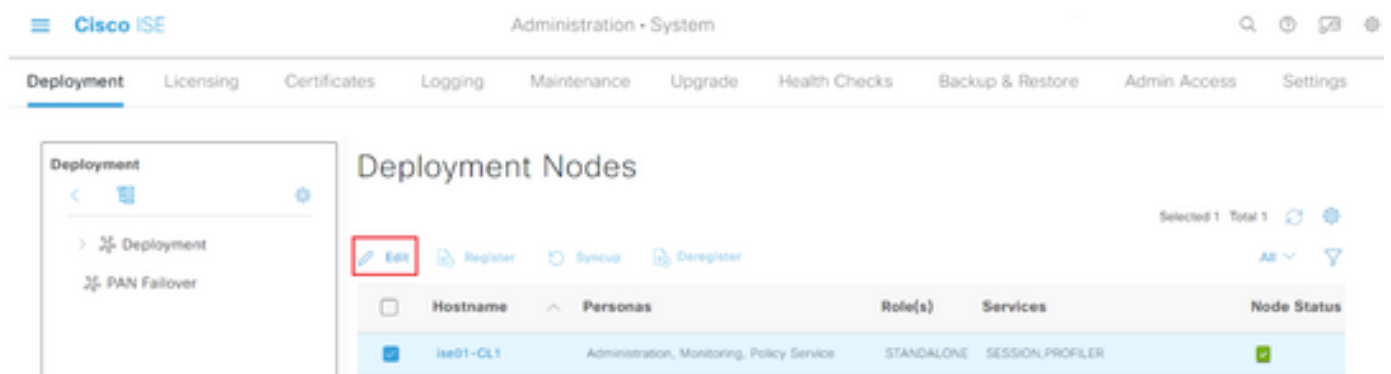 Cisco ISE
Administration • System
Deployment
Licensing
Certificates
Logging
Maintenance
Upgrade
Health Checks
Backup & Restore
Admin Access
Settings
Deployment
Deployment
PAN Failover
Deployment Nodes
Selected 1 Total 1
Edit
Register
Syncup
Deregister
All
Hostname
Personas
Role(s)
Services
Node Status
ise01-CL1
Administration, Monitoring, Policy Service
STANDALONE
SESSION,PROFILER